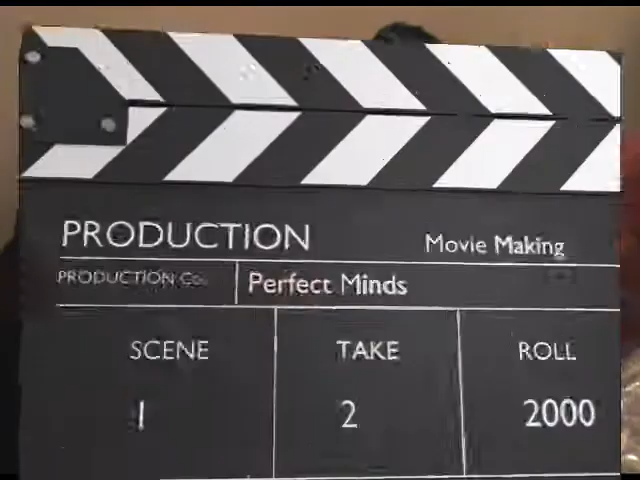 PRODUCTION Movie Making
PRODUCTION Co. Perfect Minds
SCENE TAKE ROLL
1 2 2000